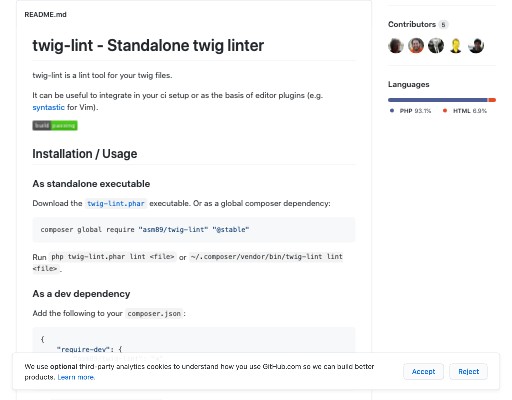 README.md
twig-lint - Standalone twig linter
twig-lint is a lint tool for your twig files.
It can be useful to integrate in your ci setup or as the basis of editor plugins (e.g.
syntastic for Vim).
build passing
Installation / Usage
As standalone executable
Download the twig-lint.phar executable. Or as a global composer dependency:
composer global require "asm89/twig-lint" "@stable"
Run php twig-lint.phar lint <file> or ~/.composer/vendor/bin/twig-lint lint
<file> .
As a dev dependency
Add the following to your composer.json :
{
"require-dev": {
Contributors 5
Languages
PHP 93.1% HTML 6.9%
We use optional third-party analytics cookies to understand how you use GitHub.com so we can build better
products. Learn more.
Accept Reject